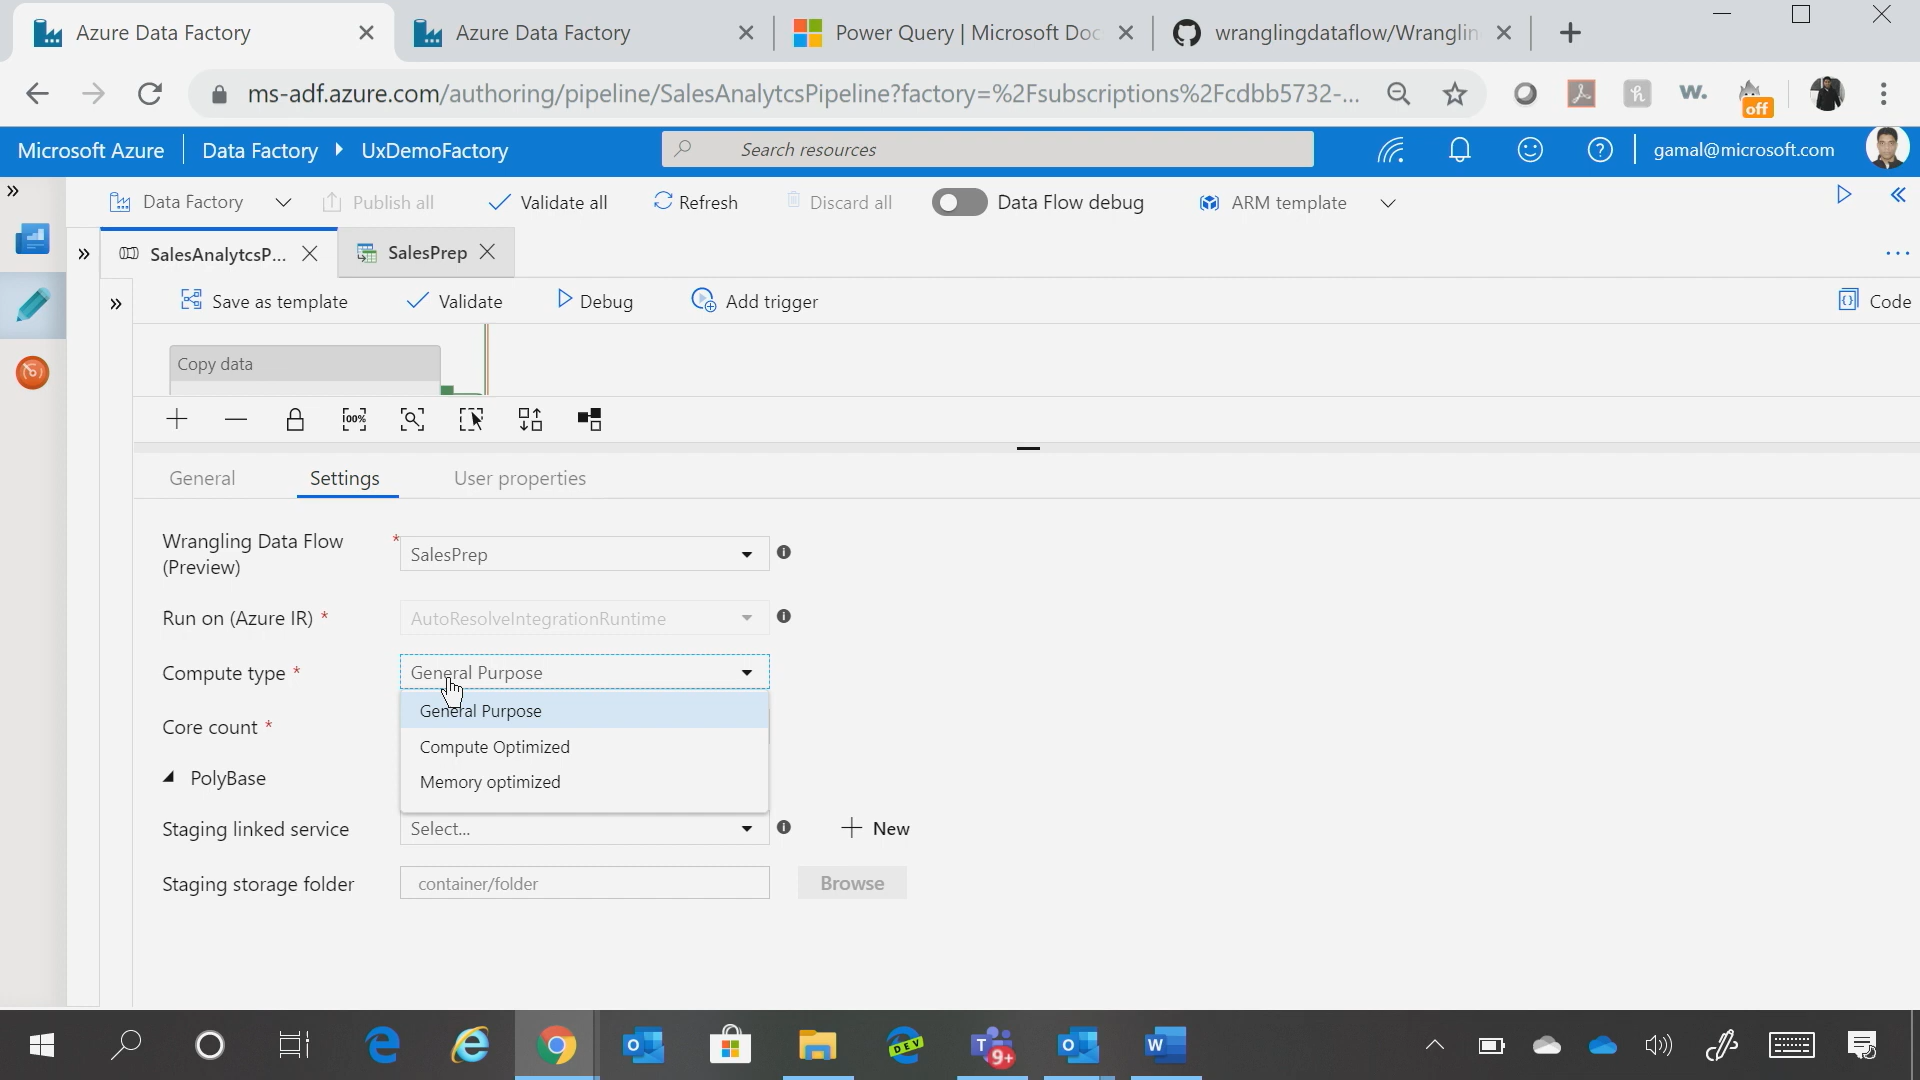 Azure Data Factory
Azure Data Factory
Power Query | Microsoft Doc
wranglingdataflow/Wranglin
ms-adf.azure.com/authoring/pipeline/SalesAnalytcsPipeline?factory=%2Fsubscriptions%2Fcdbb5732-...
w.
off
Microsoft Azure
Data Factory
UxDemoFactory
Search resources
gamal@microsoft.com
Data Factory
Publish all
Validate all
Refresh
Discard all
Data Flow debug
ARM template
SalesAnalytcsP...
SalesPrep
Save as template
Validate
Debug
Add trigger
Code
Copy data
100%
General
Settings
User properties
Wrangling Data Flow
(Preview)
*
SalesPrep
Run on (Azure IR) *
AutoResolveIntegrationRuntime
Compute type *
General Purpose
General Purpose
Compute Optimized
Memory optimized
Core count *
PolyBase
Staging linked service
Select...
New
Staging storage folder
container/folder
Browse
DEV
T
9+
W